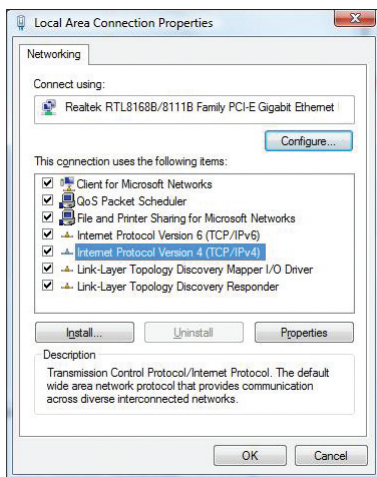 Local Area Connection Properties
Networking
Connect using:
Realtek RTL8168B/8111B Family PCI-E Gigabit Ethernet
Configure...
This connection uses the following items:
Client for Microsoft Networks
QoS Packet Scheduler
File and Printer Sharing for Microsoft Networks
Internet Protocol Version 6 (TCP/IPv6)
Internet Protocol Version 4 (TCP/IPv4)
Link-Layer Topology Discovery Mapper I/O Driver
Link-Layer Topology Discovery Responder
Install... Uninstall Properties
Description
Transmission Control Protocol/Internet Protocol. The default
wide area network protocol that provides communication
across diverse interconnected networks.
OK Cancel